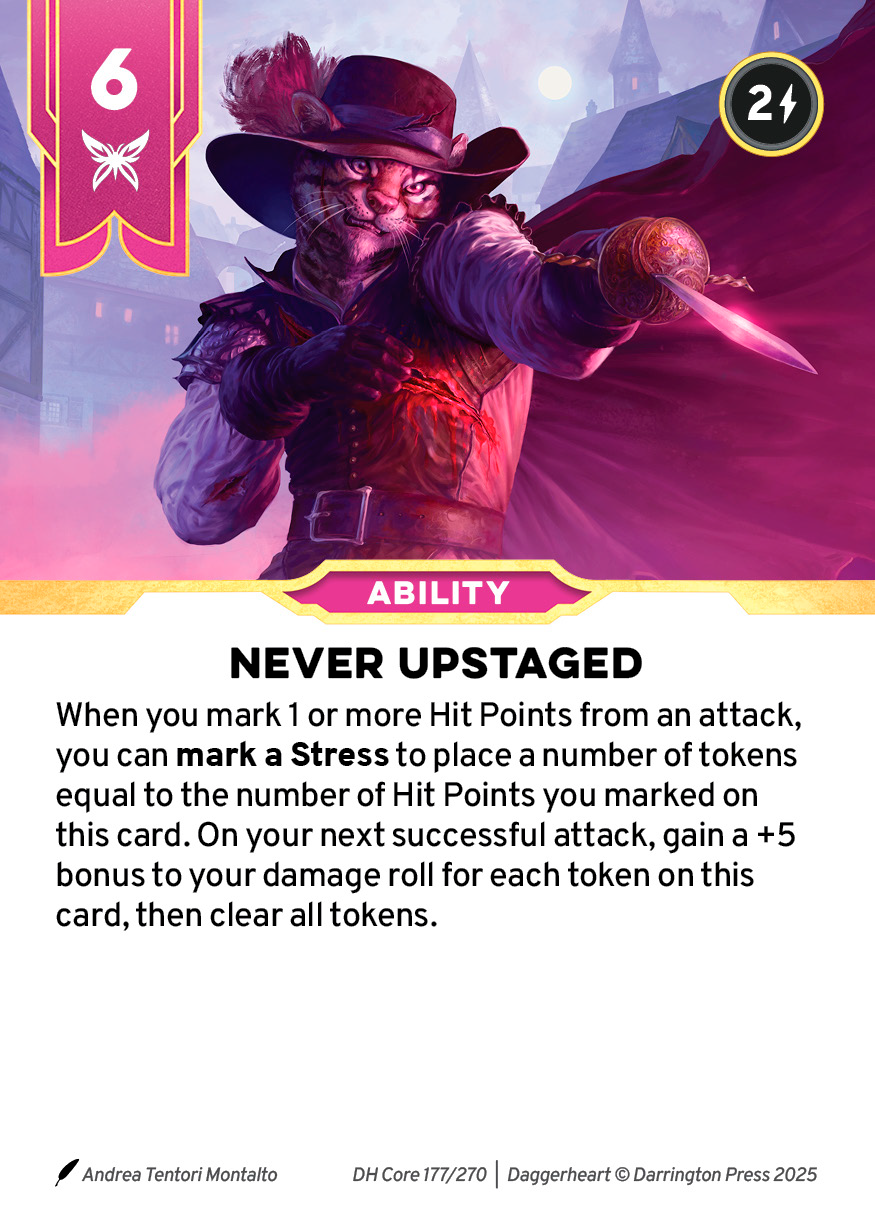 6
2
ABILITY
NEVER UPSTAGED
When you mark 1 or more Hit Points from an attack,
you can mark a Stress to place a number of tokens
equal to the number of Hit Points you marked on
this card. On your next successful attack, gain a +5
bonus to your damage roll for each token on this
card, then clear all tokens.
Andrea Tentori Montalto
DH Core 177/270 | Daggerheart © Darrington Press 2025